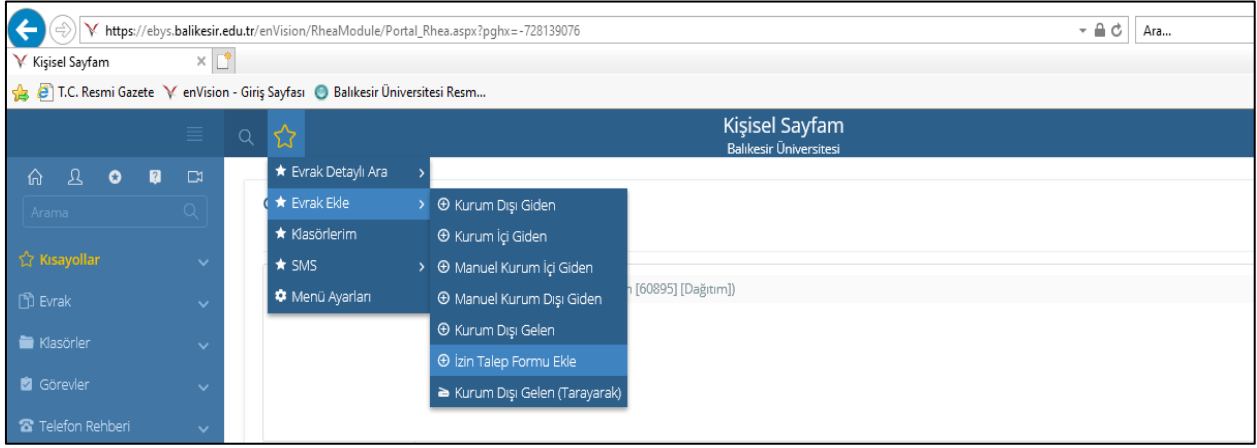 https://ebys.balikesir.edu.tr/enVision/RheaModule/Portal_Rhea.aspx?pghx=-728139076
Ara...
Kişisel Sayfam
T.C. Resmi Gazete enVision - Giriş Sayfası Balıkesir Üniversitesi Resm...
Kişisel Sayfam
Balıkesir Üniversitesi
Arama
Kısayollar
Evrak
Klasörler
Görevler
Telefon Rehberi
Evrak Detaylı Ara
Evrak Ekle
Klasörlerim
SMS
Menü Ayarları
Kurum Dışı Giden
Kurum İçi Giden
Manuel Kurum İçi Giden
Manuel Kurum Dışı Giden
Kurum Dışı Gelen
İzin Talep Formu Ekle
Kurum Dışı Gelen (Tarayarak)
[60895] [Dağıtım])